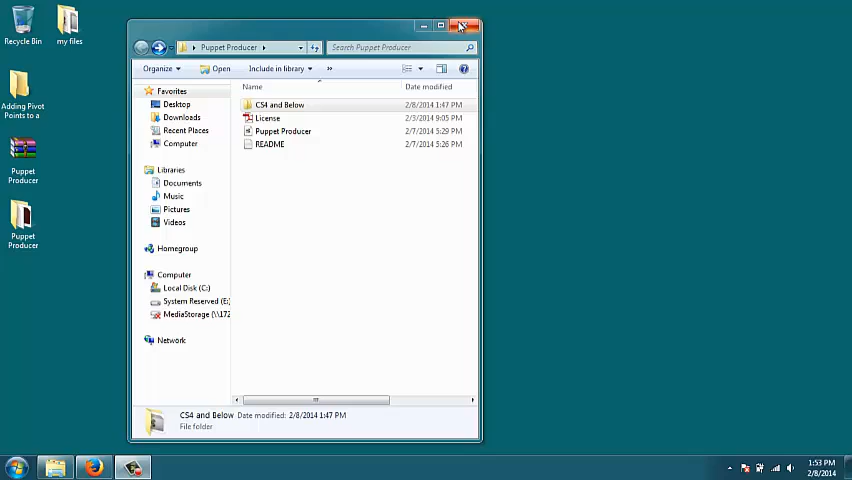 Recycle Bin
my files
Adding Pivot
Points to a
Puppet
Producer
Puppet
Producer
Puppet Producer
Search Puppet Producer
Organize
Open
Include in library
»
Name
Date modified
Favorites
Desktop
Downloads
Recent Places
Computer
Libraries
Documents
Music
Pictures
Videos
Homegroup
Computer
Local Disk (C:)
System Reserved (E:)
MediaStorage (\\172
Network
CS4 and Below 2/8/2014 1:47 PM
License 2/3/2014 9:05 PM
Puppet Producer 2/7/2014 5:29 PM
README 2/7/2014 5:26 PM
CS4 and Below Date modified: 2/8/2014 1:47 PM
File folder
1:53 PM
2/8/2014